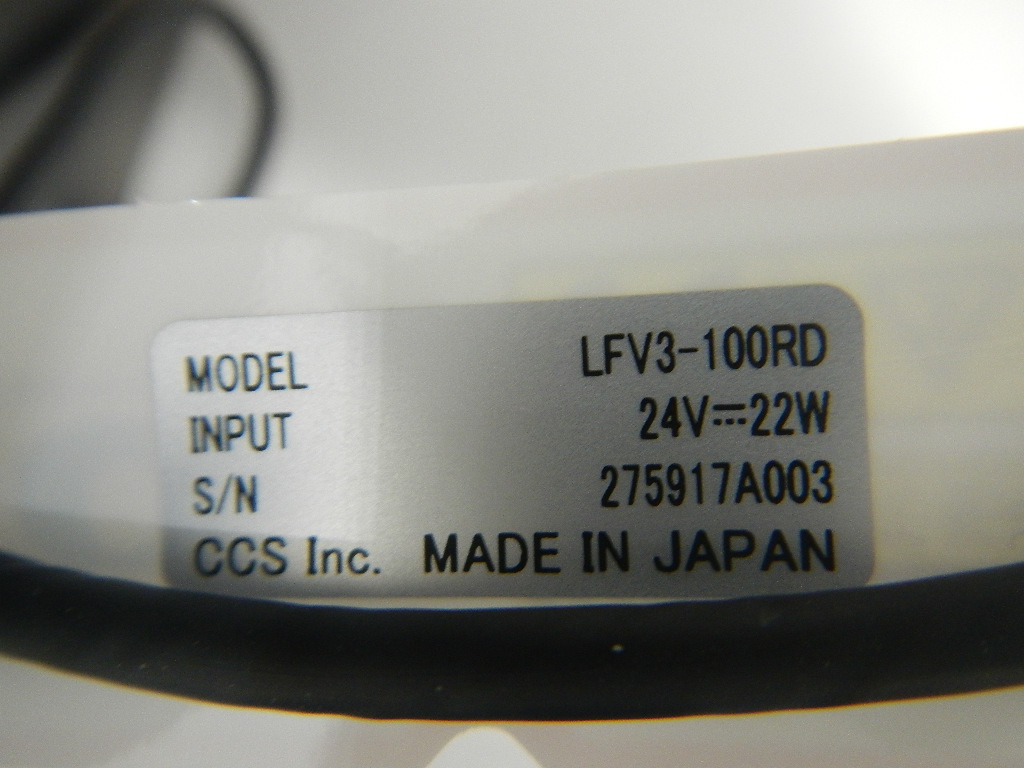 MODEL LFV3-100RD
INPUT 24V⎓22W
S/N 275917A003
CCS Inc. MADE IN JAPAN